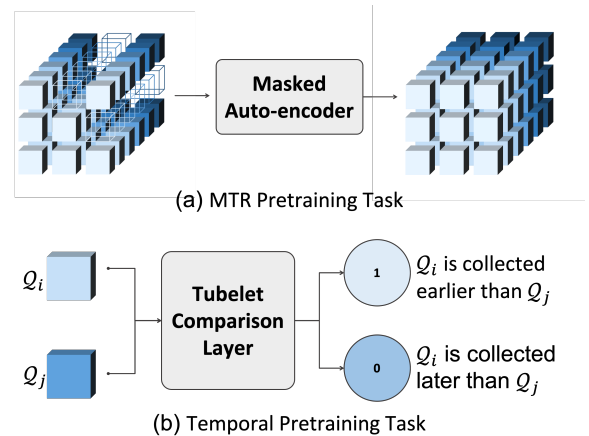 Masked
Auto-encoder
(a) MTR Pretraining Task
𝒬i
Tubelet
Comparison
Layer
1
𝒬i is collected
earlier than 𝒬j
𝒬j
0
𝒬i is collected
later than 𝒬j
(b) Temporal Pretraining Task